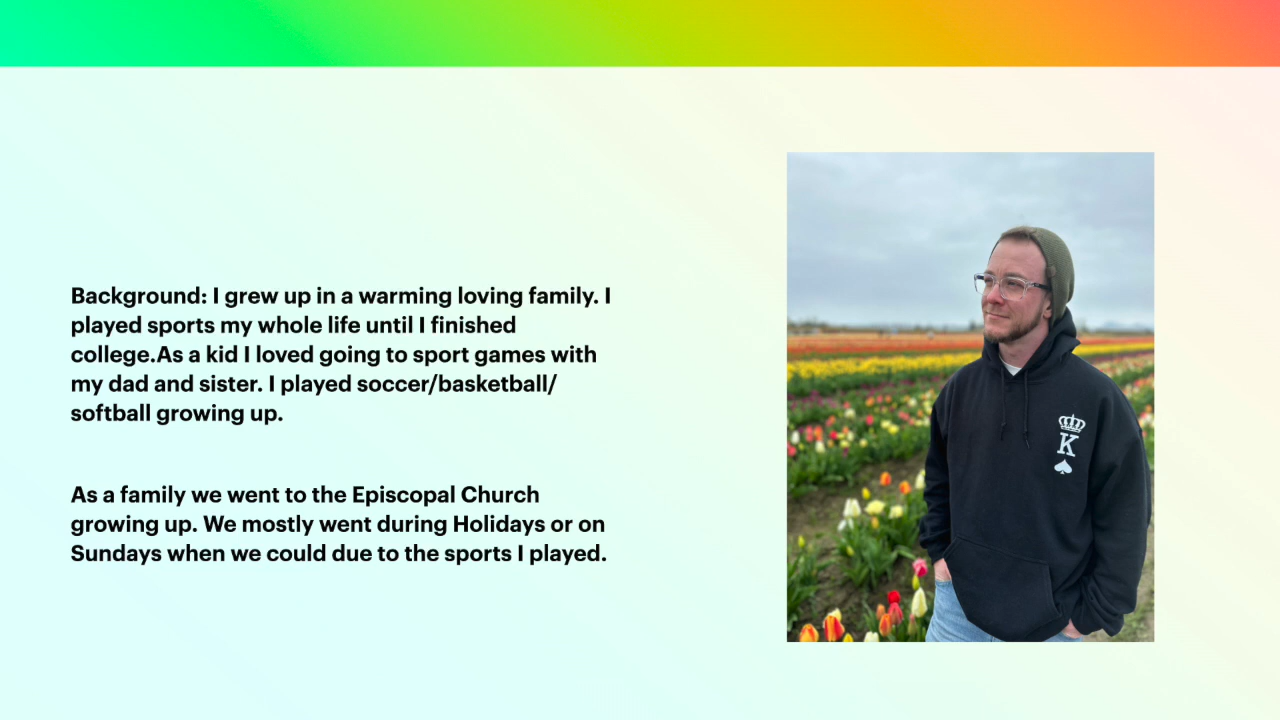 Background: I grew up in a warming loving family. I
played sports my whole life until I finished
college.As a kid I loved going to sport games with
my dad and sister. I played soccer/basketball/
softball growing up.
As a family we went to the Episcopal Church
growing up. We mostly went during Holidays or on
Sundays when we could due to the sports I played.
K